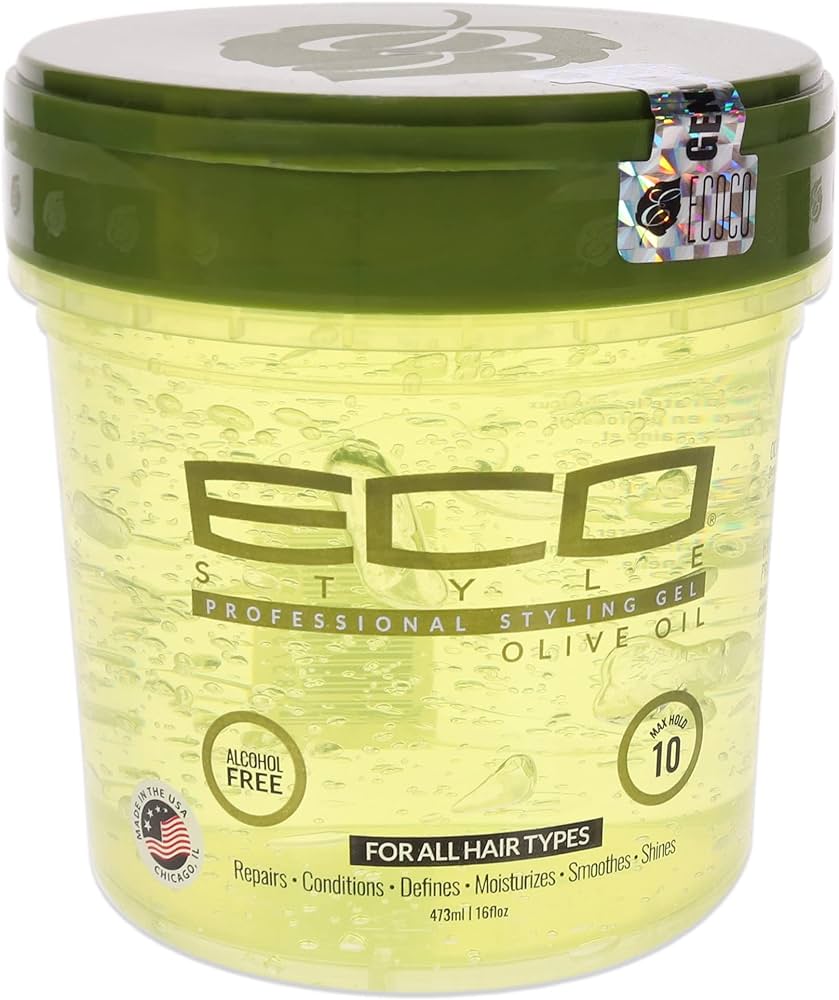 GEN
ECOCO
ECO®
STYLE
PROFESSIONAL STYLING GEL
OLIVE OIL
ALCOHOL
FREE
MAX HOLD
10
MADE IN THE USA
CHICAGO, IL
FOR ALL HAIR TYPES
Repairs • Conditions • Defines • Moisturizes • Smoothes • Shines
473ml | 16floz